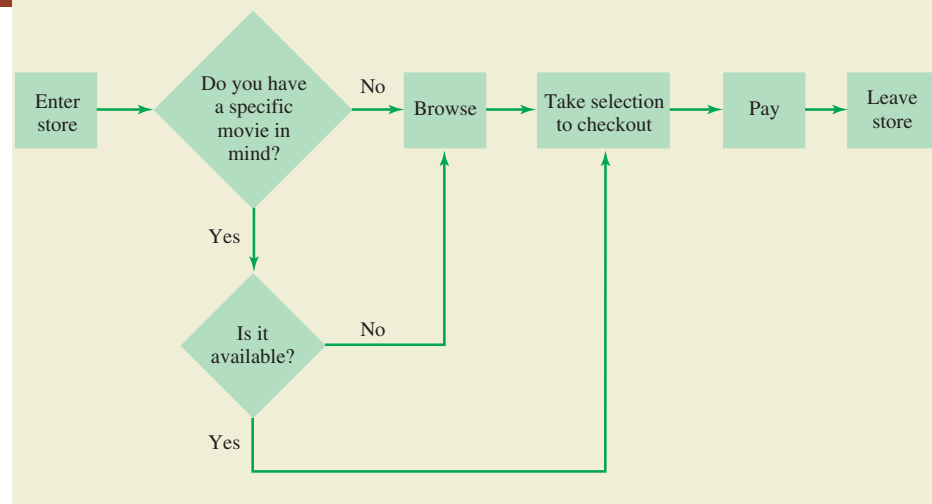 Enter
store
Do you have
a specific
movie in
mind?
No
Browse
Take selection
to checkout
Pay
Leave
store
Yes
Is it
available?
No
Yes